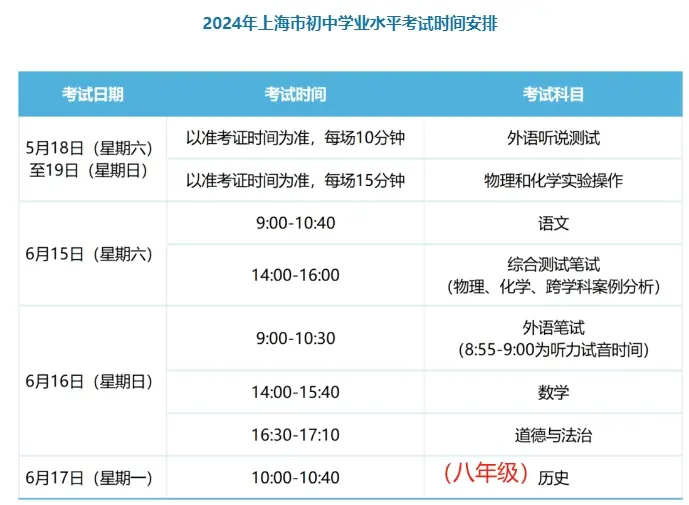 2024年上海市初中学业水平考试时间安排
考试日期 考试时间 考试科目
5月18日（星期六）
至19日（星期日）
以准考证时间为准，每场10分钟 外语听说测试
以准考证时间为准，每场15分钟 物理和化学实验操作
6月15日（星期六）
9:00-10:40 语文
14:00-16:00 综合测试笔试
（物理、化学、跨学科案例分析）
6月16日（星期日）
9:00-10:30 外语笔试
（8:55-9:00为听力试音时间）
14:00-15:40 数学
16:30-17:10 道德与法治
6月17日（星期一） 10:00-10:40 （八年级）历史